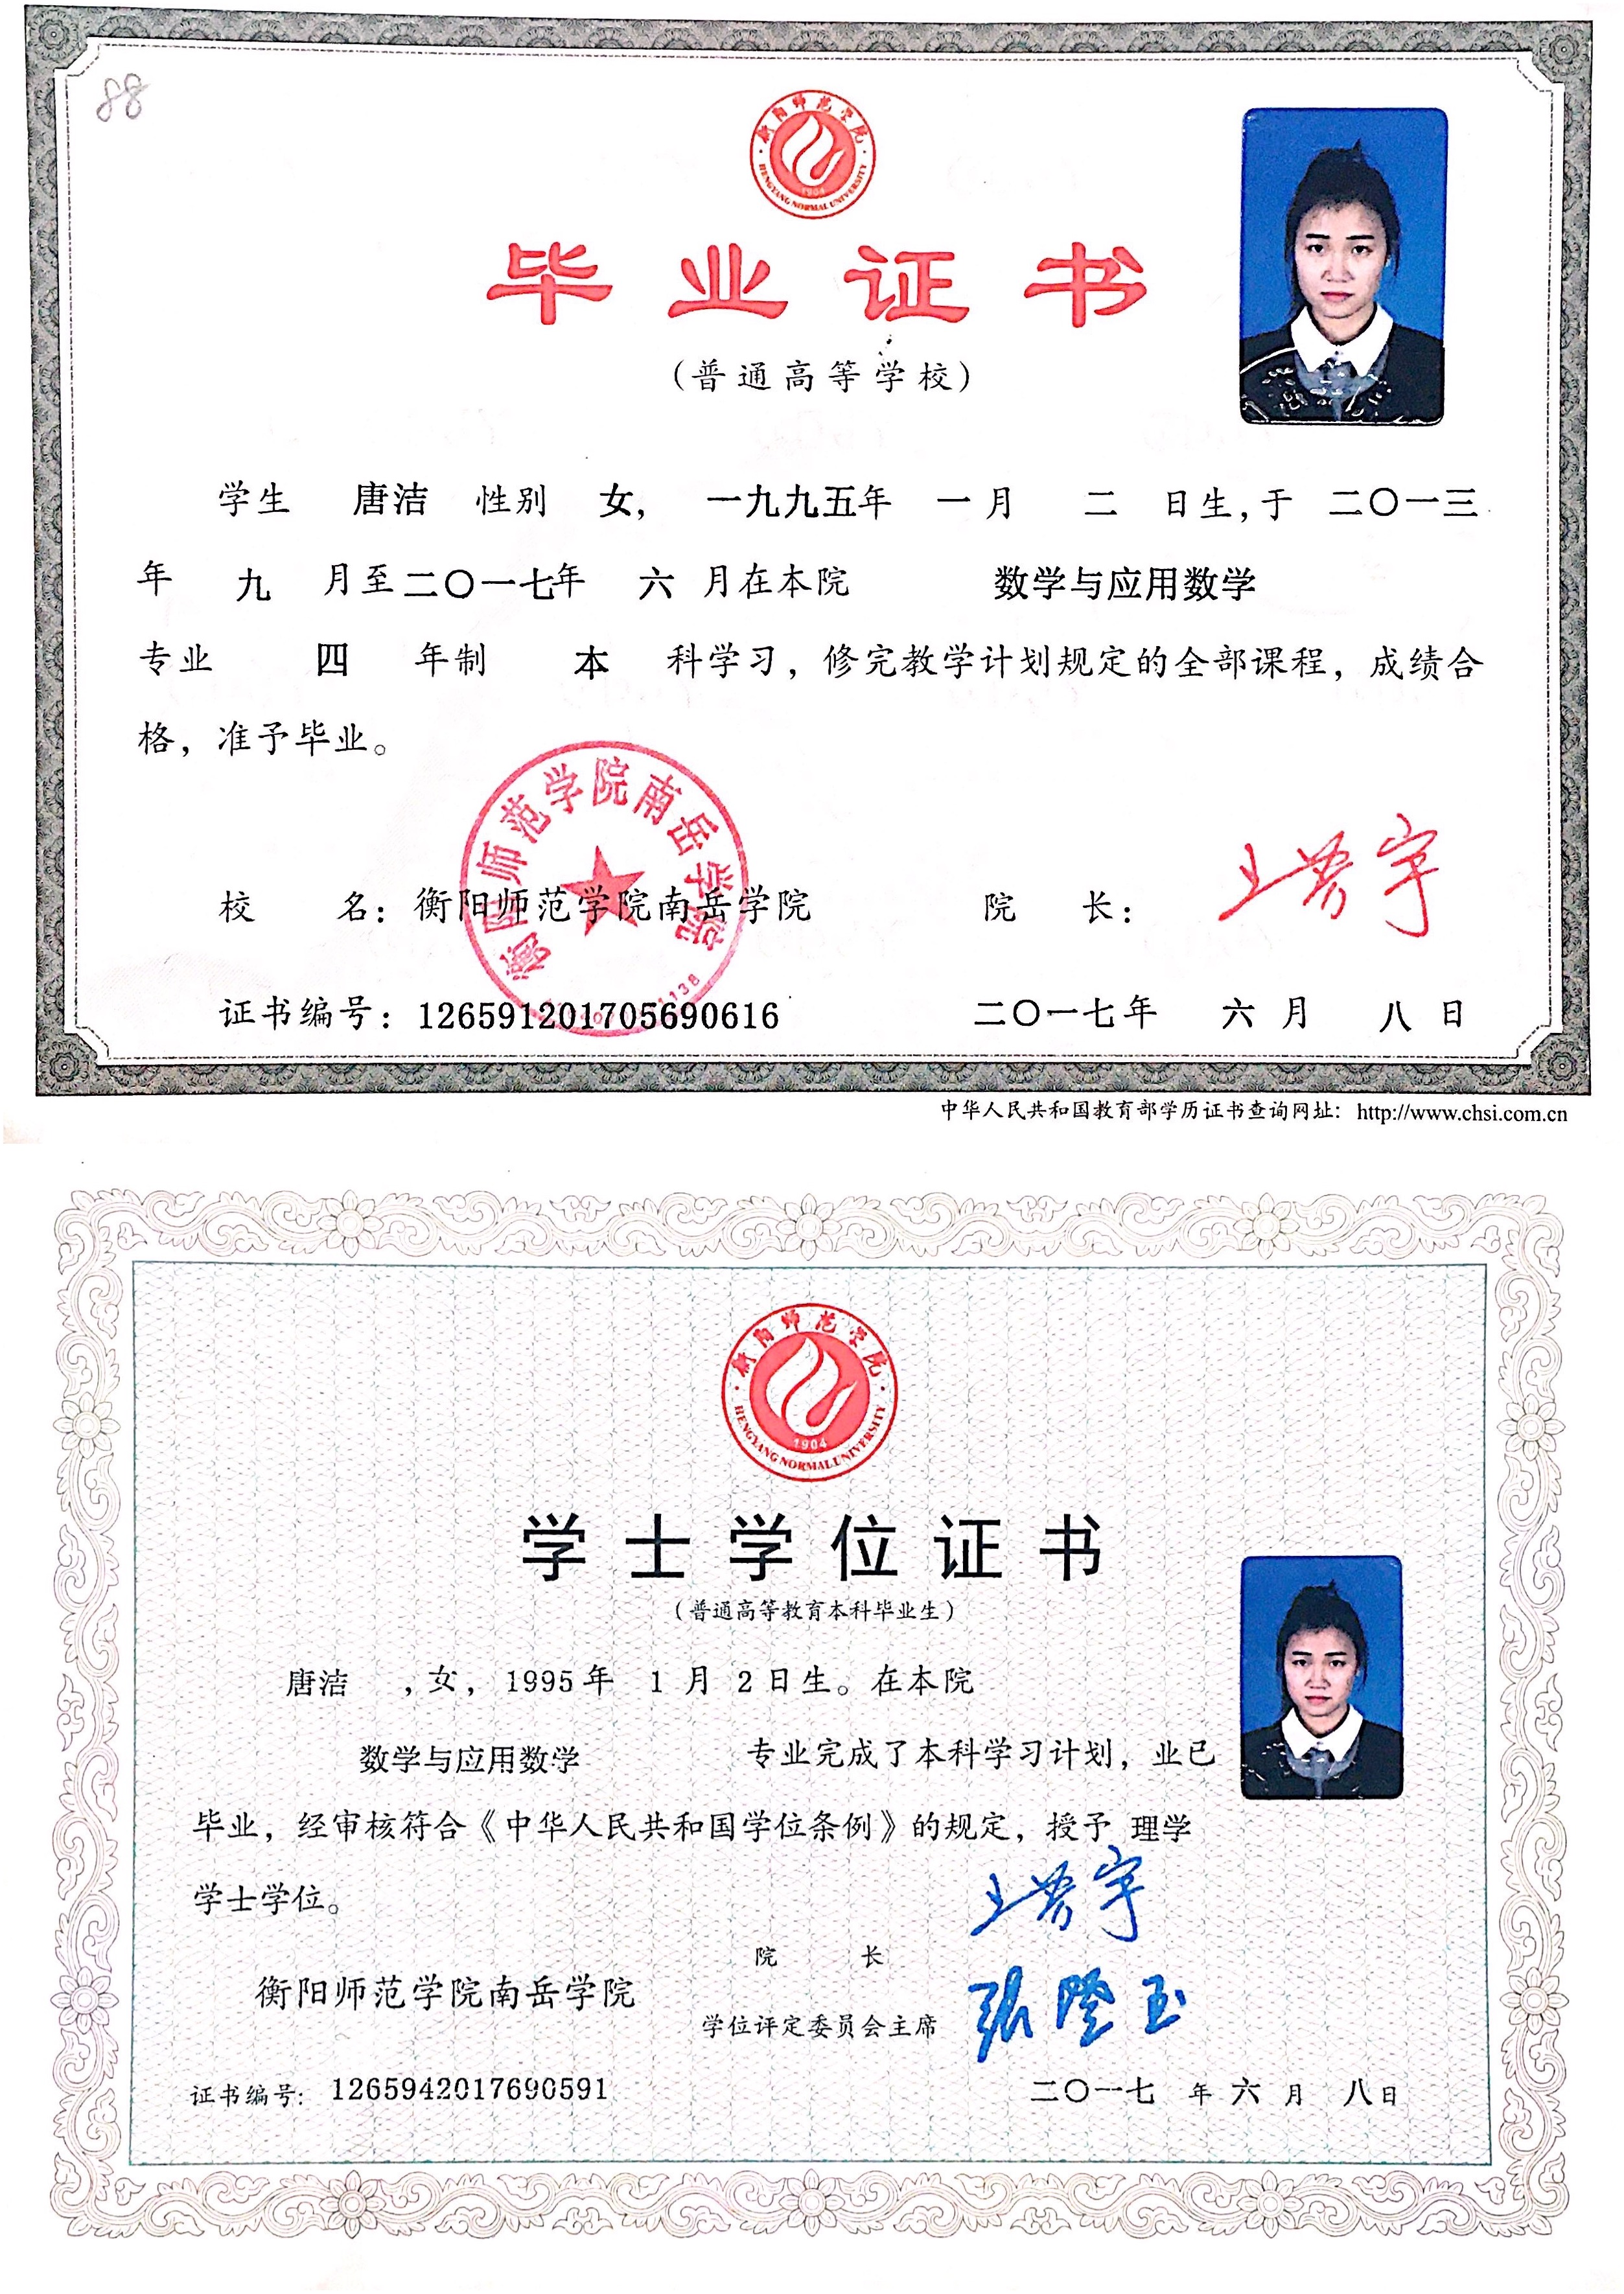 88
衡阳师范学院
HENGYANG NORMAL UNIVERSITY
1904
毕业证书
(普通高等学校)
学生 唐洁 性别 女, 一九九五年 一 月 二 日生,于 二〇一三
年 九 月至二〇一七年 六 月在本院 数学与应用数学
专业 四 年制 本 科学习,修完教学计划规定的全部课程,成绩合
格,准予毕业。
衡阳师范学院南岳学院
校 名: 衡阳师范学院南岳学院 院 长: 
证书编号: 126591201705690616 二〇一七年 六 月 八 日
中华人民共和国教育部学历证书查询网址: http://www.chsi.com.cn
衡阳师范学院
HENGYANG NORMAL UNIVERSITY
1904
学士学位证书
(普通高等教育本科毕业生)
唐洁 ,女, 1995年 1 月 2 日生。在本院
数学与应用数学 专业完成了本科学习计划,业已
毕业,经审核符合《中华人民共和国学位条例》的规定,授予 理学
学士学位。
院 长
衡阳师范学院南岳学院
学位评定委员会主席 张登玉
证书编号: 1265942017690591 二〇一七 年 六 月 八日